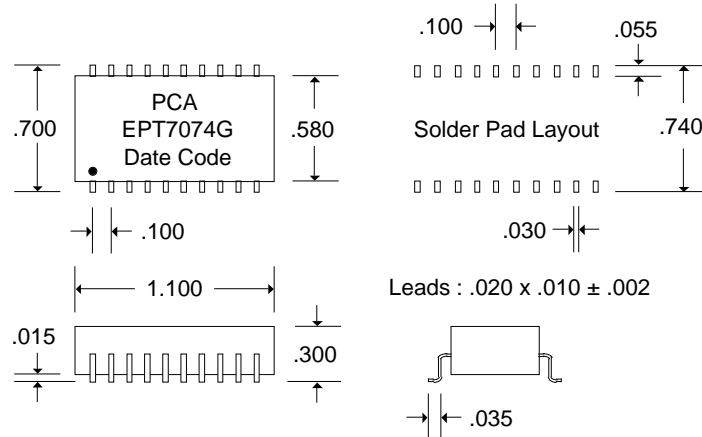 .100
.055
.700
PCA
EPT7074G
Date Code
.580
Solder Pad Layout
.740
.100
.030
1.100
Leads : .020 x .010 ± .002
.015
.300
.035